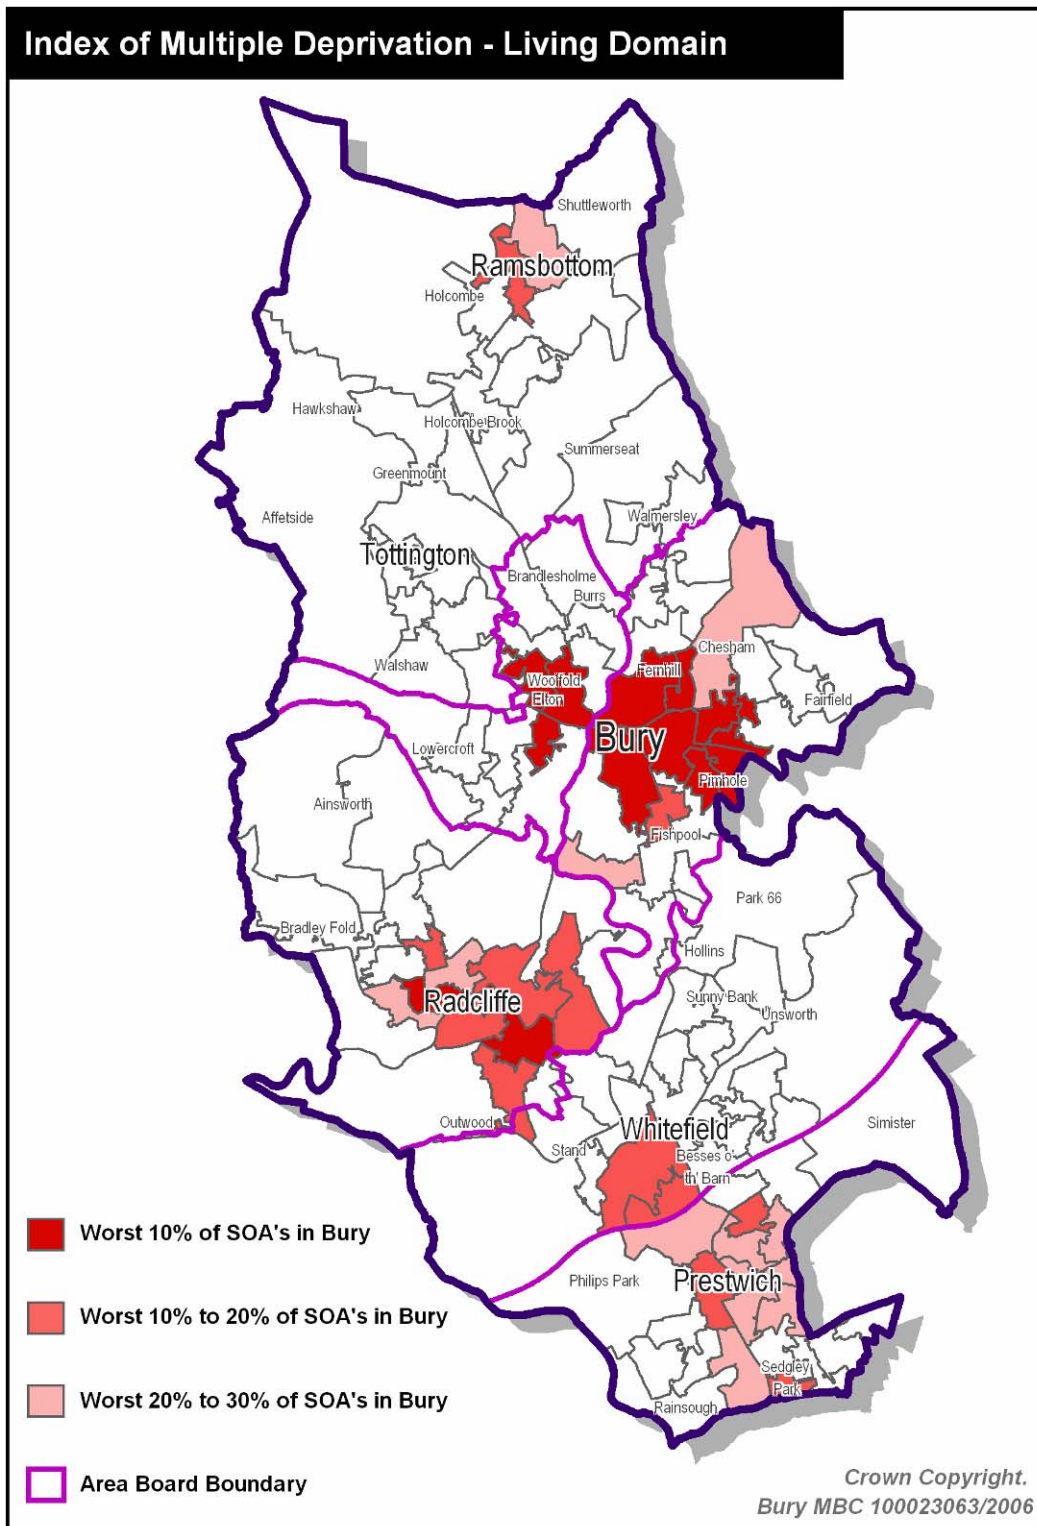 Index of Multiple Deprivation - Living Domain
Shuttleworth
Ramsbottom
Holcombe
Hawkshaw
Holcombe Brook
Summerseat
Greenmount
Affetside
Walmersley
Tottington
Brandlesholme
Burrs
Chesham
Walshaw
Woolfold
Fernhill
Elton
Fairfield
Bury
Lowercroft
Pimhole
Ainsworth
Fishpool
Park 66
Bradley Fold
Hollins
Radcliffe
Sunny Bank
Unsworth
Outwood
Whitefield
Simister
Stand
Besses o'
th' Barn
Worst 10% of SOA's in Bury
Philips Park
Prestwich
Worst 10% to 20% of SOA's in Bury
Sedgley
Park
Worst 20% to 30% of SOA's in Bury
Rainsough
Area Board Boundary
Crown Copyright.
Bury MBC 100023063/2006